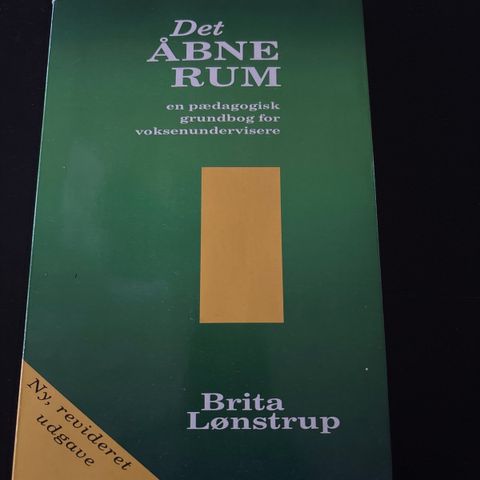 Det
ÅBNE
RUM
en pædagogisk
grundbog for
voksenundervisere
Brita
Lønstrup
Ny, revideret
udgave